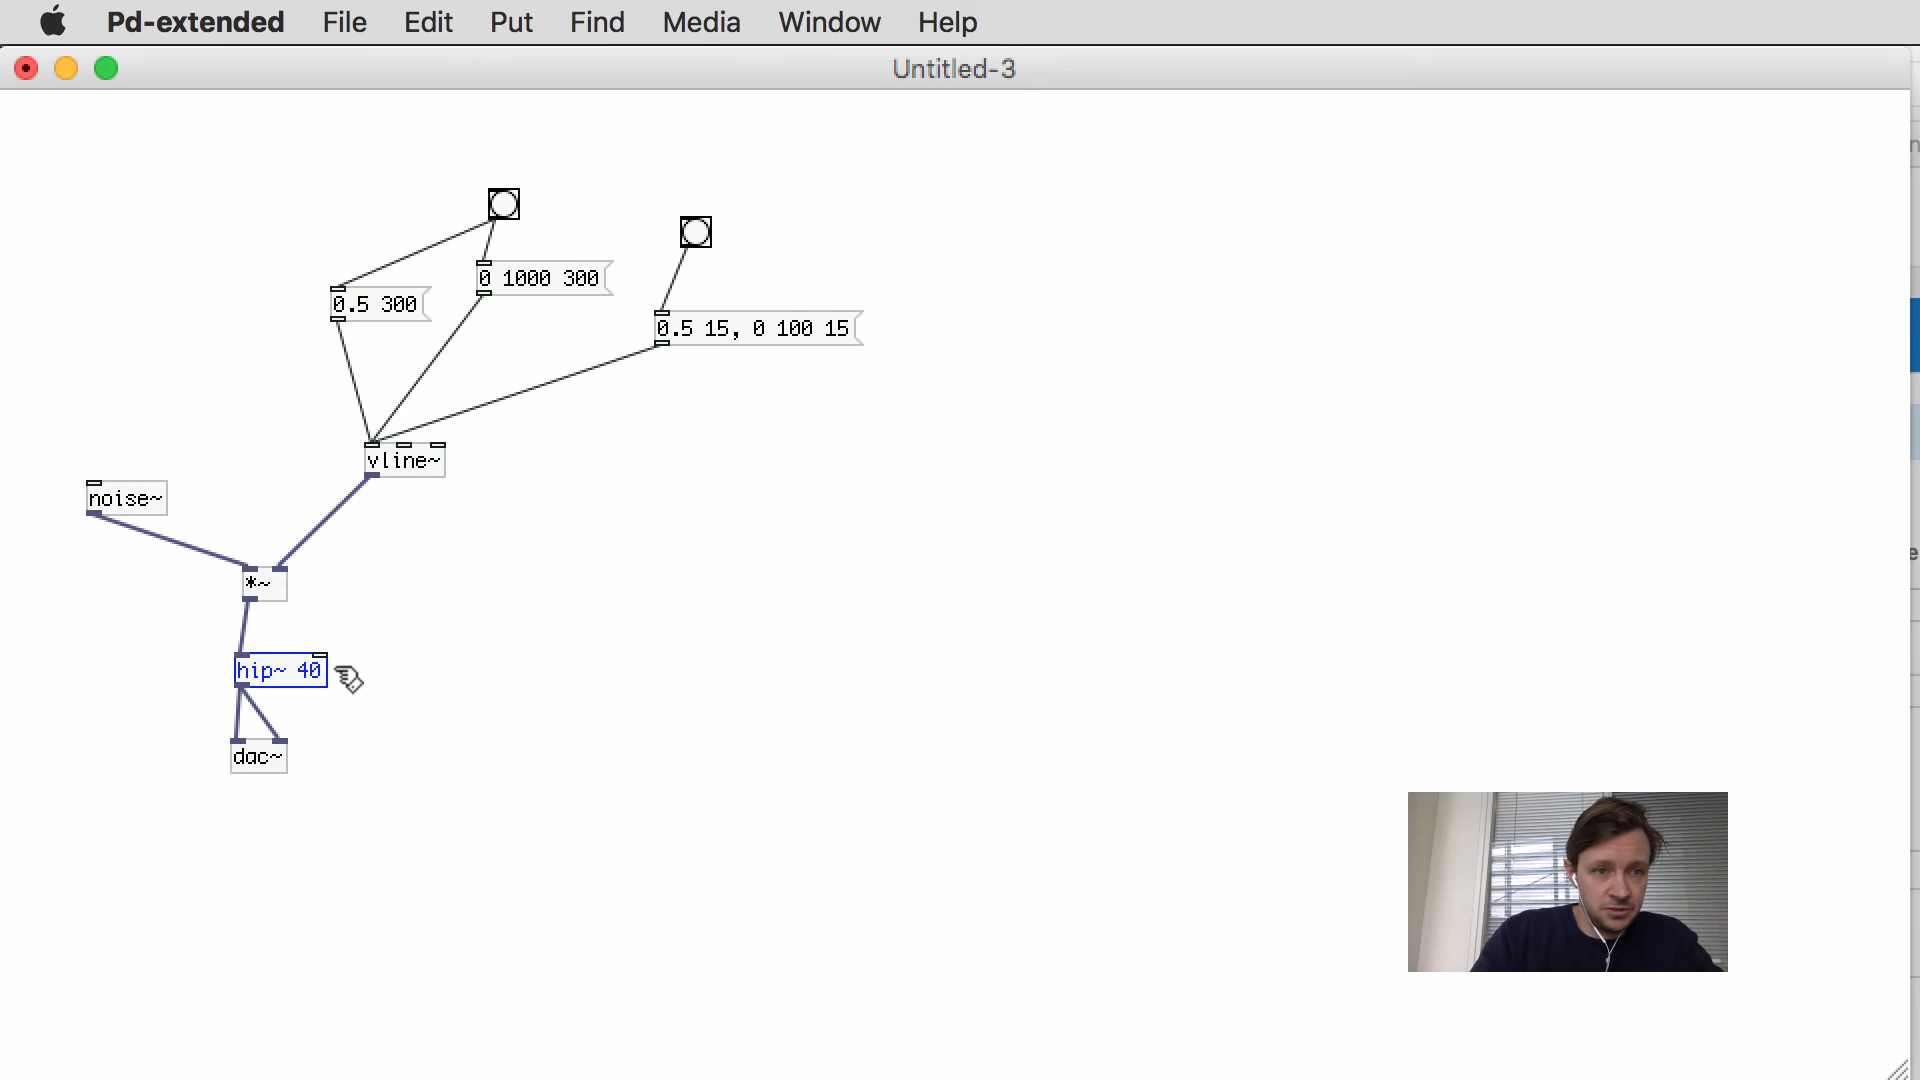 Pd-extended File Edit Put Find Media Window Help
Untitled-3
0 1000 300
0.5 300
0.5 15, 0 100 15
vline~
noise~
*~
hip~ 40
dac~